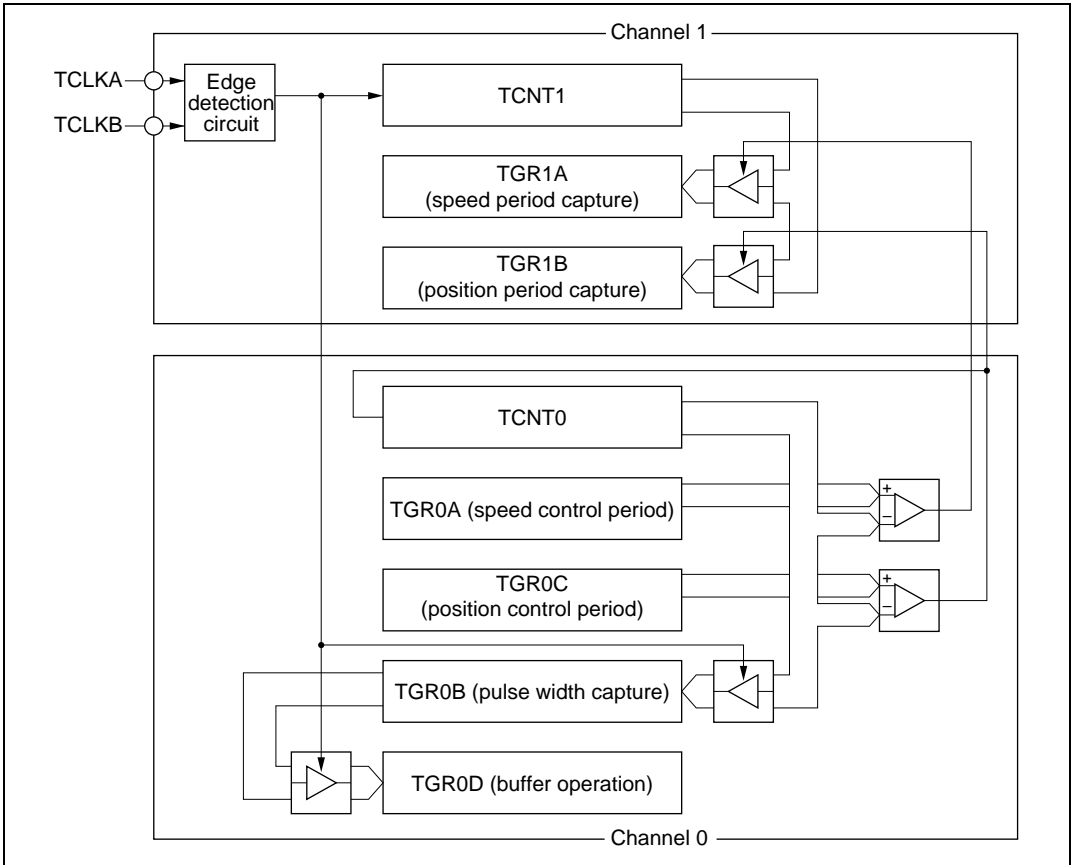 Channel 1
TCLKA
TCLKB
Edge
detection
circuit
TCNT1
TGR1A
(speed period capture)
TGR1B
(position period capture)
TCNT0
TGR0A (speed control period)
+
−
TGR0C
(position control period)
+
−
TGR0B (pulse width capture)
TGR0D (buffer operation)
Channel 0